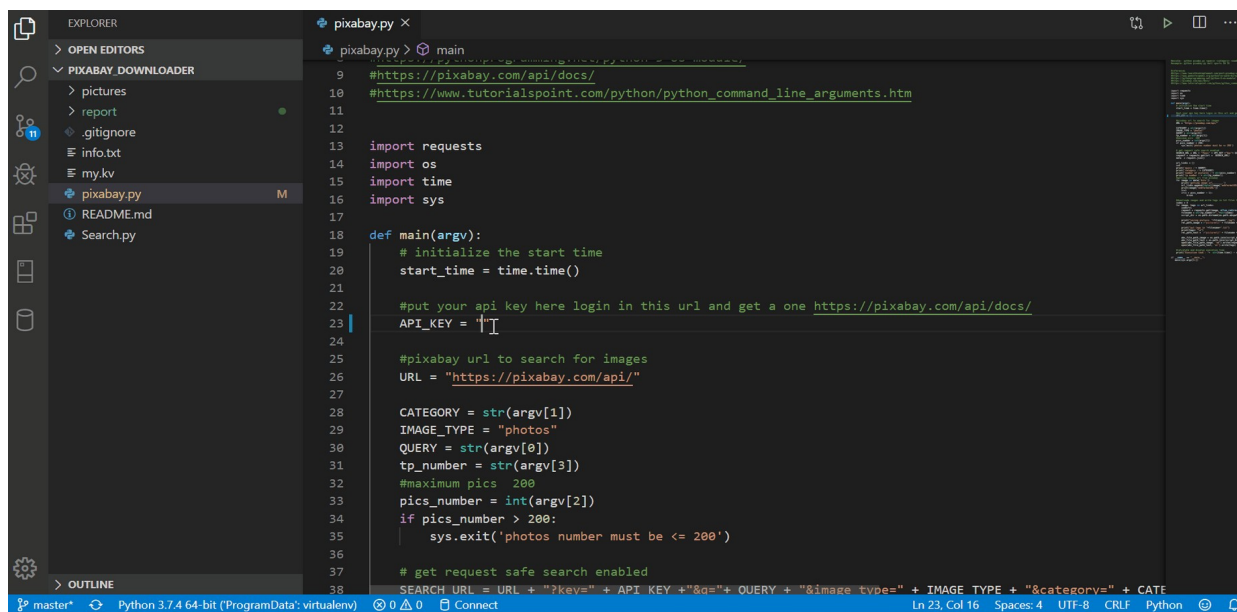 EXPLORER
OPEN EDITORS
PIXABAY_DOWNLOADER
pictures
report
.gitignore
info.txt
my.kv
pixabay.py M
README.md
Search.py
OUTLINE
11
pixabay.py
pixabay.py > main
9 #https://pixabay.com/api/docs/
10 #https://www.tutorialspoint.com/python/python_command_line_arguments.htm
11
12
13 import requests
14 import os
15 import time
16 import sys
17
18 def main(argv):
19 # initialize the start time
20 start_time = time.time()
21
22 #put your api key here login in this url and get a one https://pixabay.com/api/docs/
23 API_KEY = ""
24
25 #pixabay url to search for images
26 URL = "https://pixabay.com/api/"
27
28 CATEGORY = str(argv[1])
29 IMAGE_TYPE = "photos"
30 QUERY = str(argv[0])
31 tp_number = str(argv[3])
32 #maximum pics  200
33 pics_number = int(argv[2])
34 if pics_number > 200:
35 sys.exit('photos number must be <= 200')
36
37 # get request safe search enabled
38 SEARCH_URL = URL + "?key=" + API_KEY +"&q="+ QUERY + "&image_type=" + IMAGE_TYPE + "&category=" + CATE
master* Python 3.7.4 64-bit ('ProgramData': virtualenv) 0 0 Connect Ln 23, Col 16 Spaces: 4 UTF-8 CRLF Python